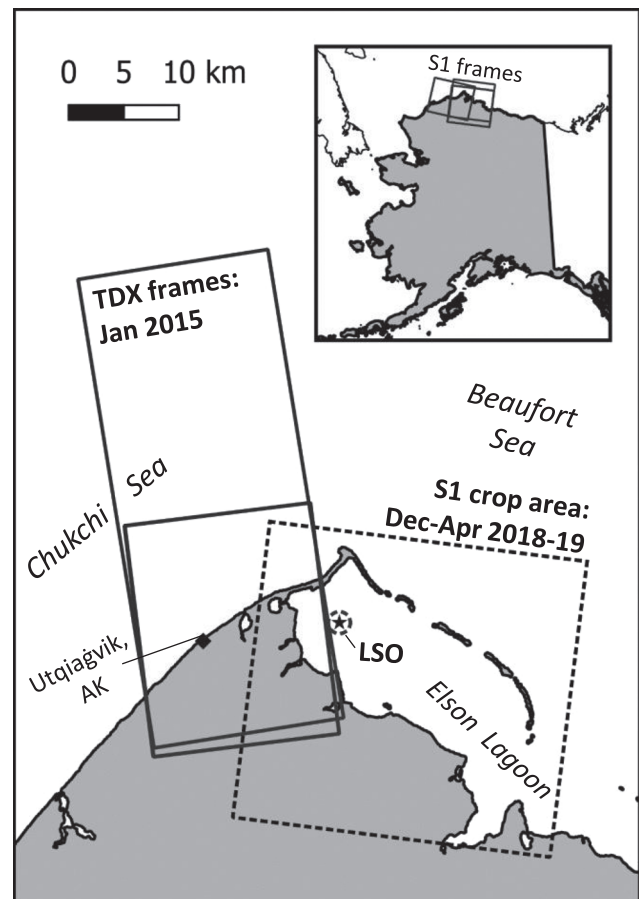 0 5 10 km
S1 frames
TDX frames:
Jan 2015
Beaufort
Sea
Chukchi Sea
S1 crop area:
Dec-Apr 2018-19
Utqiaġvik,
AK
LSO
Elson Lagoon